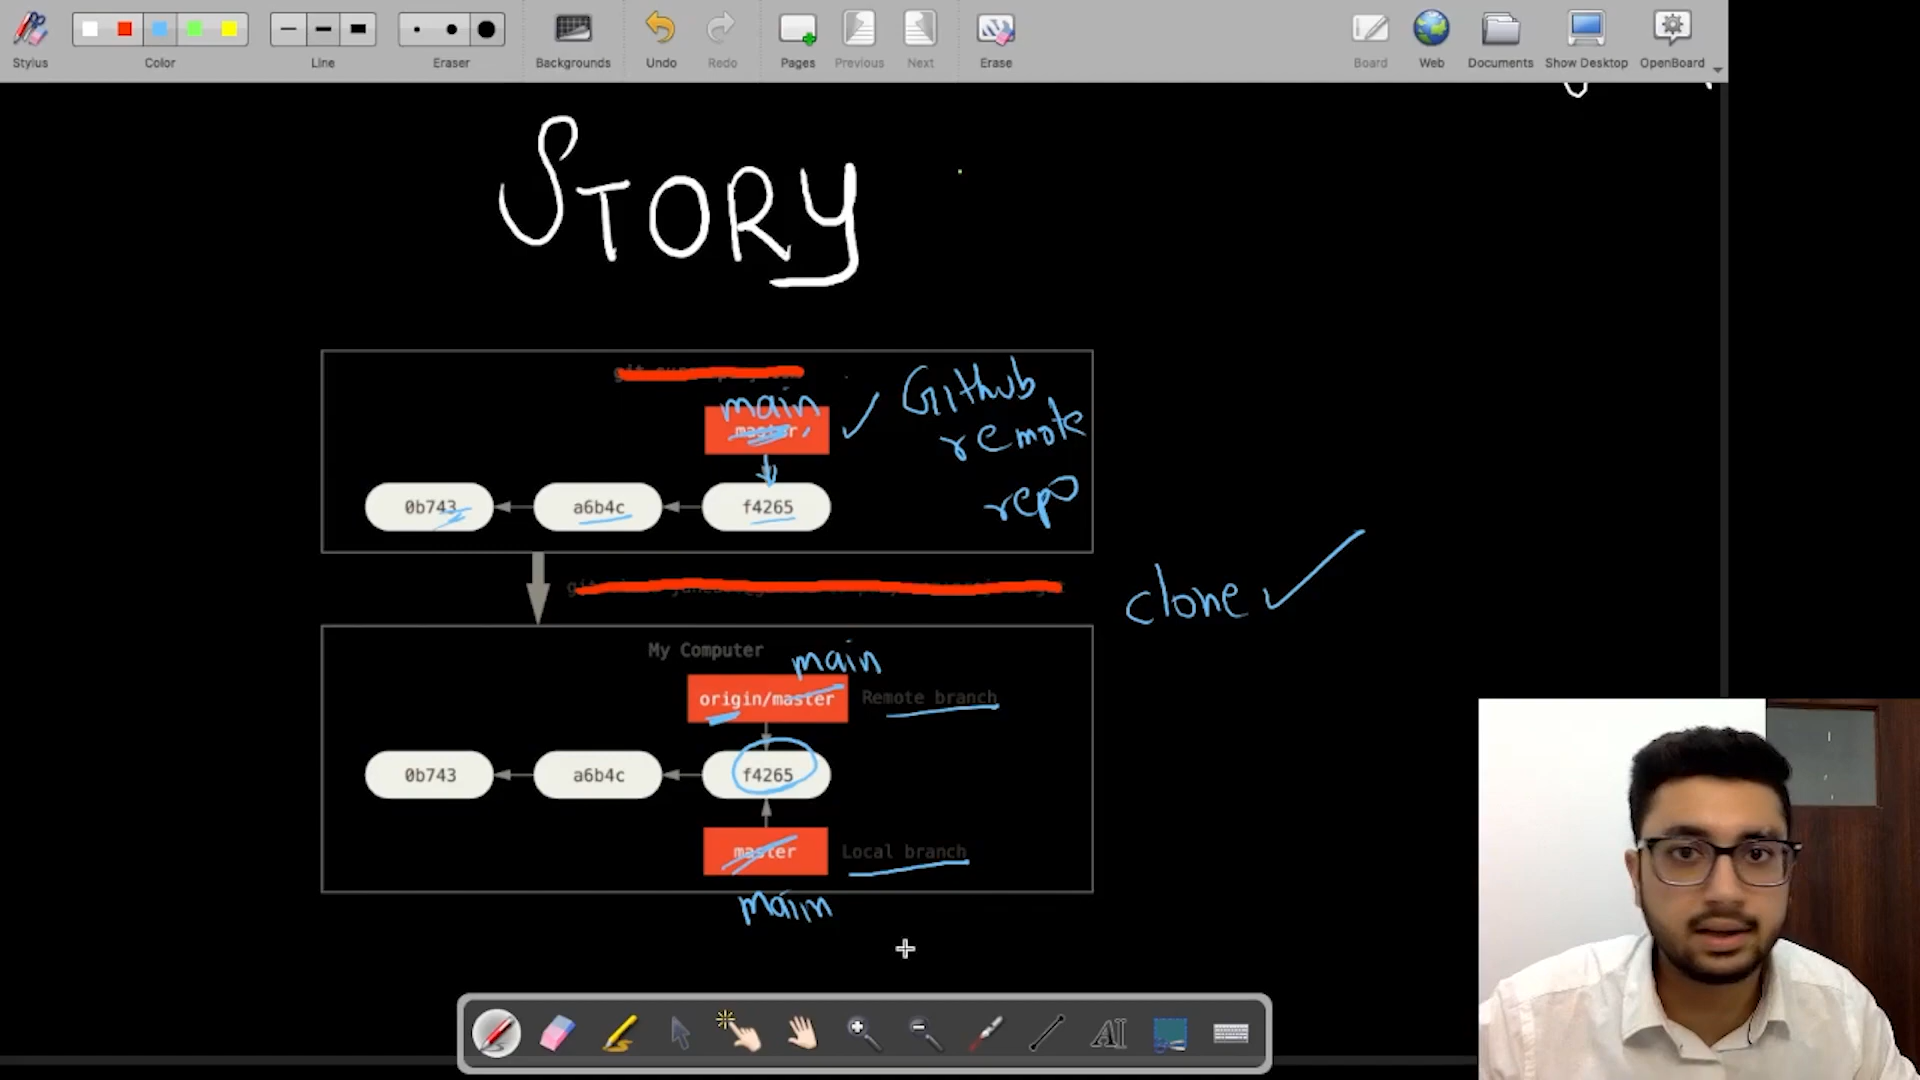 Stylus
Color
Line
Eraser
Backgrounds
Undo
Redo
Pages
Previous
Next
Erase
Board
Web
Documents
Show Desktop
OpenBoard
STORY
main
master
Github
remote
repo
0b743
a6b4c
f4265
clone
My Computer
main
origin/master
Remote branch
0b743
a6b4c
f4265
master
Local branch
main
AI